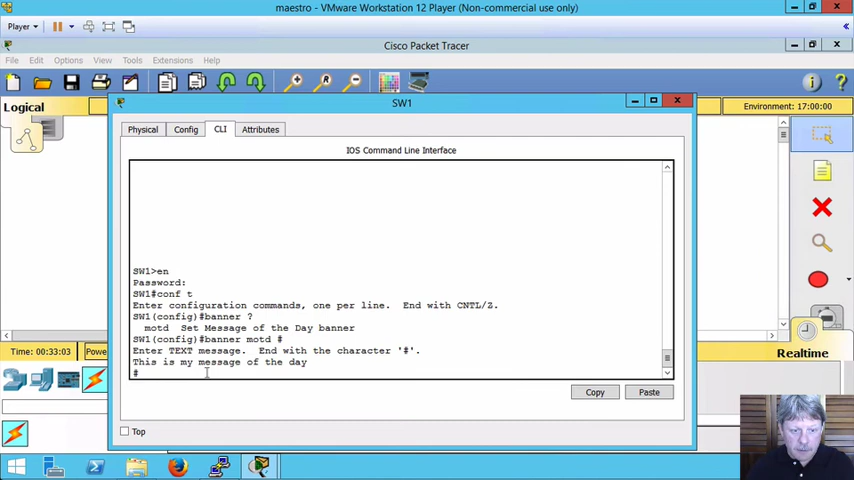 maestro - VMware Workstation 12 Player (Non-commercial use only)
Player
Cisco Packet Tracer
File Edit Options View Tools Extensions Help
Logical
Environment: 17:00:00
SW1
Physical Config CLI Attributes
IOS Command Line Interface
SW1>en
Password:
SW1#conf t
Enter configuration commands, one per line. End with CNTL/Z.
SW1(config)#banner ?
motd Set Message of the Day banner
SW1(config)#banner motd #
Enter TEXT message. End with the character '#'.
This is my message of the day
#
Copy Paste
Top
Time: 00:33:03
Realtime